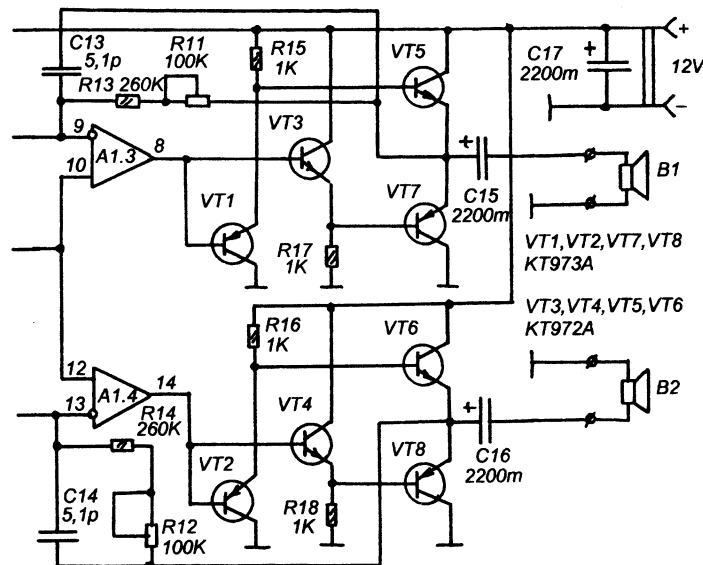 C13
5,1p
R11
100K
R15
1K
VT5
C17
2200m
+
+
12V
−
R13 260K
9
10
A1.3
8
VT3
VT1
+
C15
2200m
B1
VT7
R17
1K
VT1,VT2,VT7,VT8
KT973A
R16
1K
VT6
VT3,VT4,VT5,VT6
KT972A
12
13
A1.4
14
R14
260K
VT4
VT2
+
C16
2200m
B2
VT8
C14
5,1p
R12
100K
R18
1K